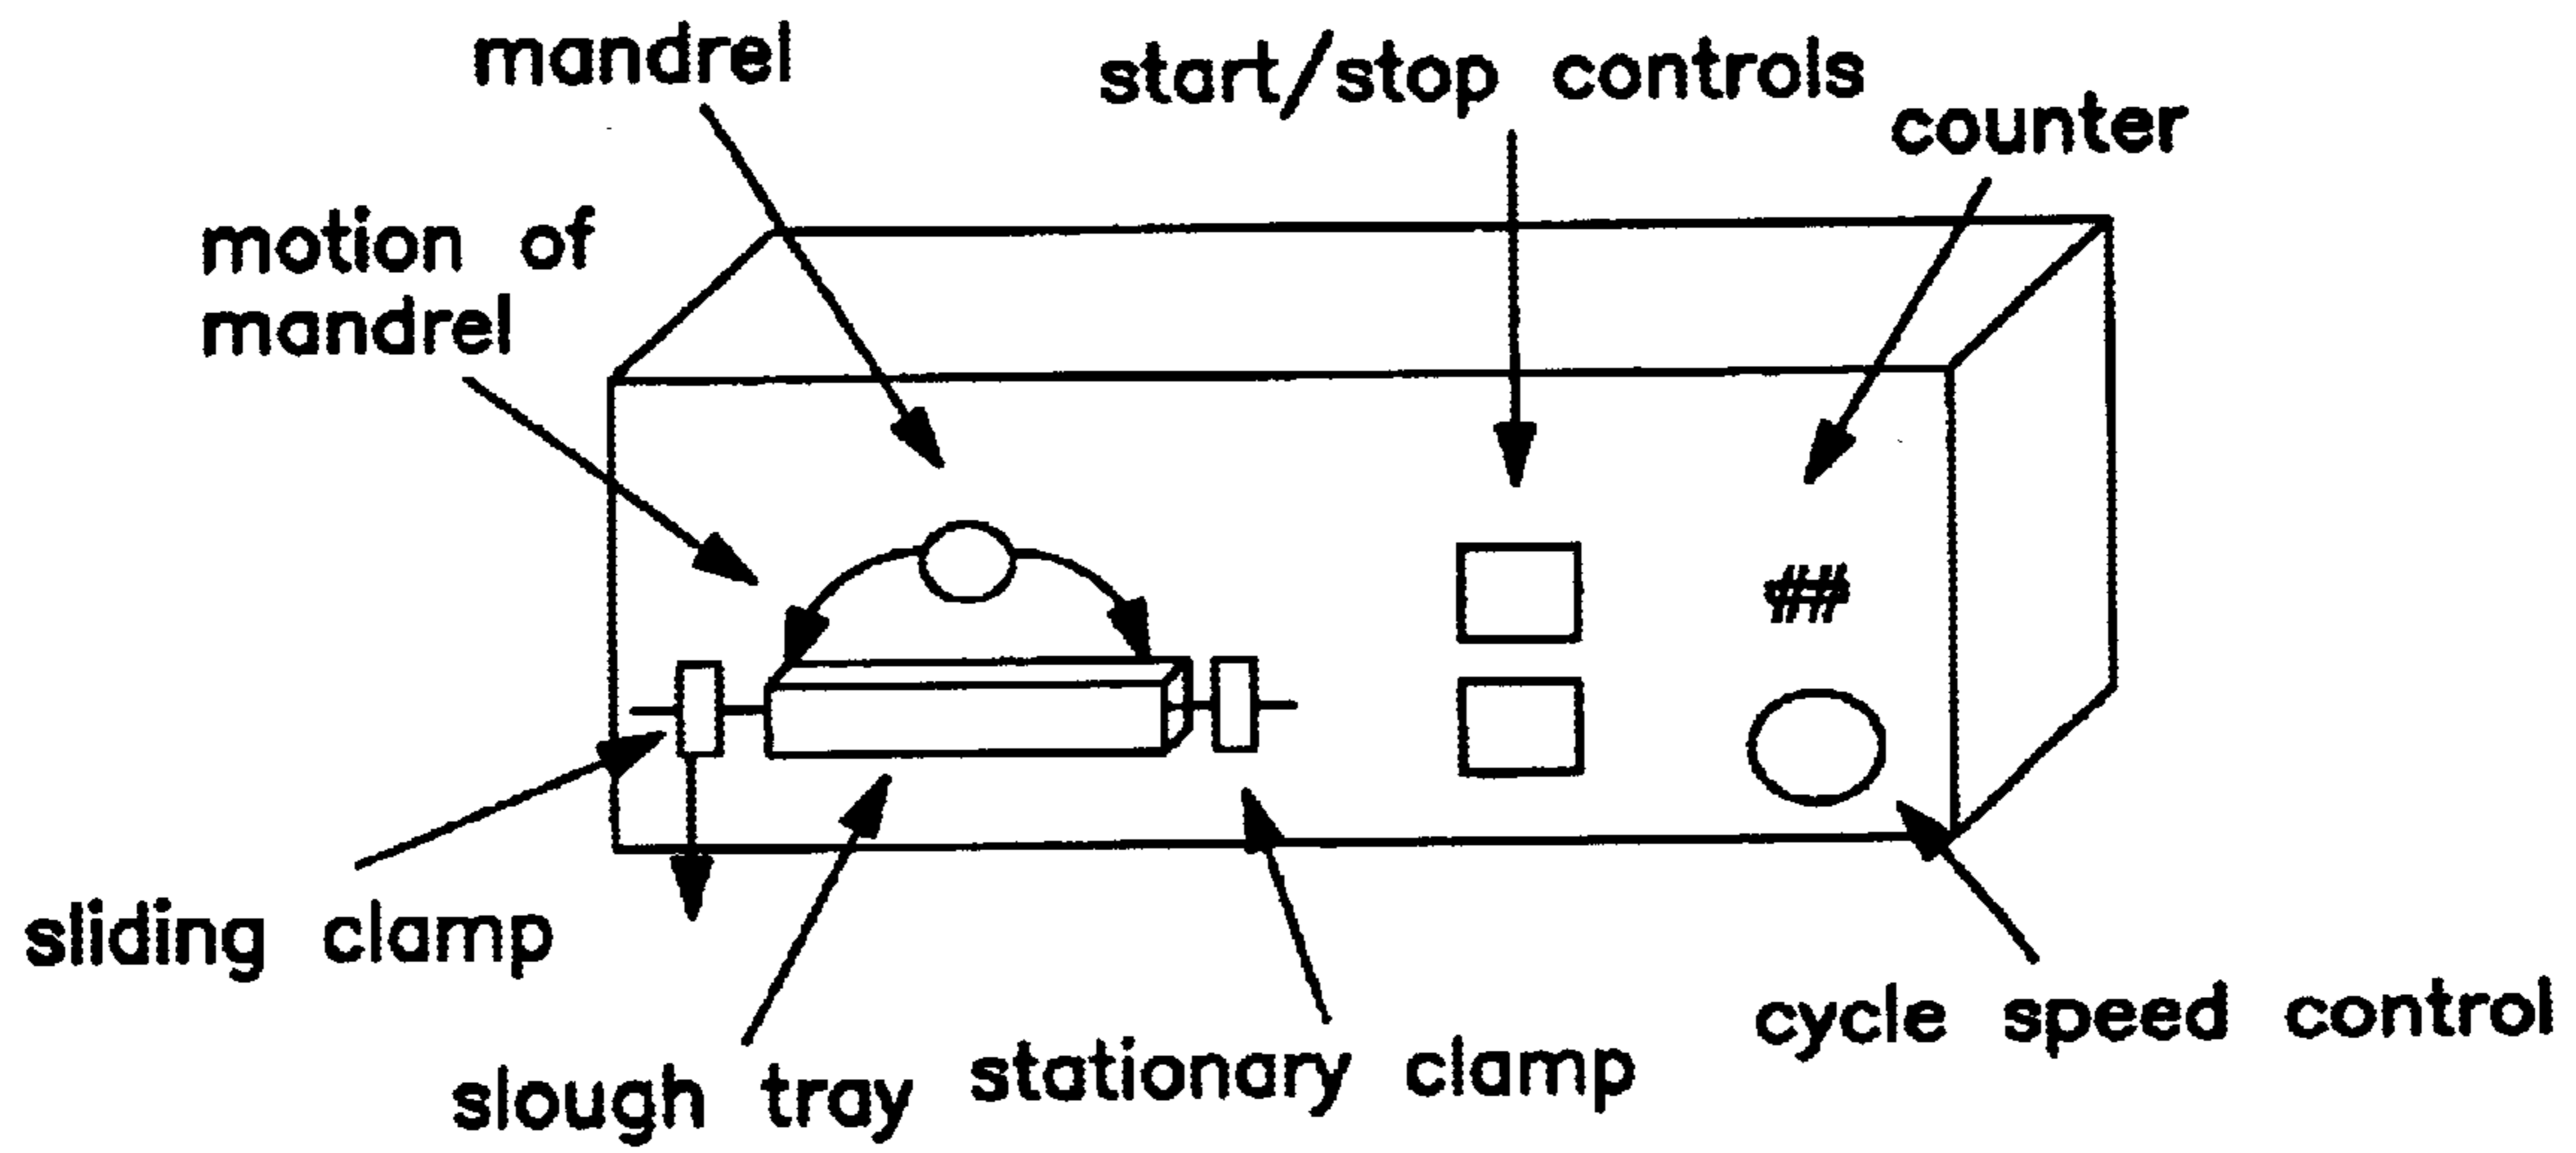 mandrel
start/stop controls
counter
motion of
mandrel
##
sliding clamp
slough tray
stationary clamp
cycle speed control